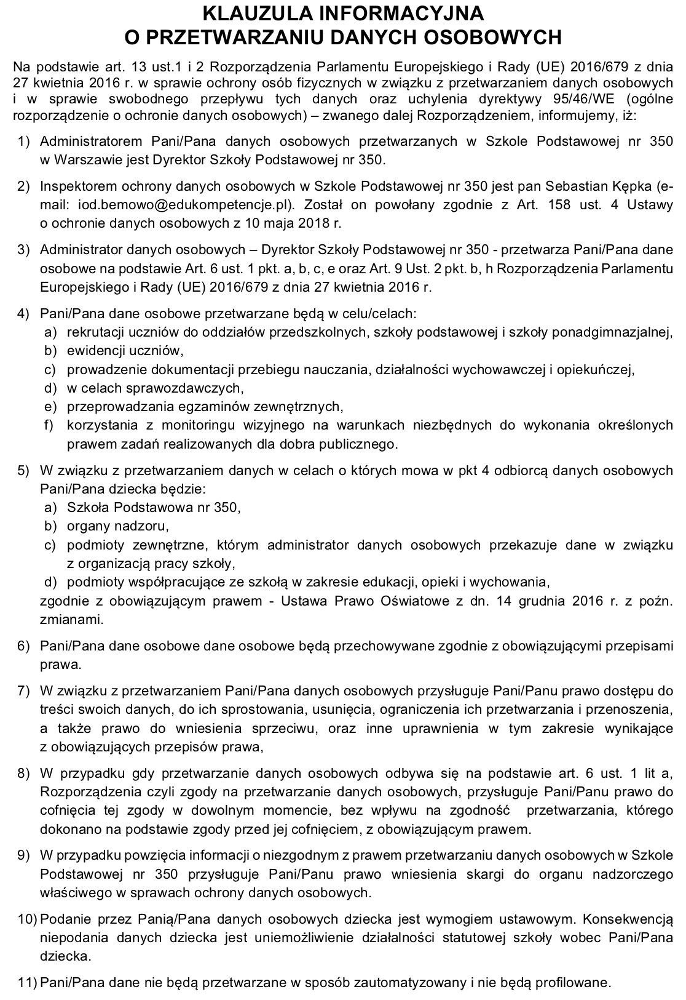 KLAUZULA INFORMACYJNA
O PRZETWARZANIU DANYCH OSOBOWYCH
Na podstawie art. 13 ust.1 i 2 Rozporządzenia Parlamentu Europejskiego i Rady (UE) 2016/679 z dnia
27 kwietnia 2016 r. w sprawie ochrony osób fizycznych w związku z przetwarzaniem danych osobowych
i w sprawie swobodnego przepływu tych danych oraz uchylenia dyrektywy 95/46/WE (ogólne
rozporządzenie o ochronie danych osobowych) – zwanego dalej Rozporządzeniem, informujemy, iż:
1) Administratorem Pani/Pana danych osobowych przetwarzanych w Szkole Podstawowej nr 350
w Warszawie jest Dyrektor Szkoły Podstawowej nr 350.
2) Inspektorem ochrony danych osobowych w Szkole Podstawowej nr 350 jest pan Sebastian Kępka (e-
mail: iod.bemowo@edukompetencje.pl). Został on powołany zgodnie z Art. 158 ust. 4 Ustawy
o ochronie danych osobowych z 10 maja 2018 r.
3) Administrator danych osobowych – Dyrektor Szkoły Podstawowej nr 350 - przetwarza Pani/Pana dane
osobowe na podstawie Art. 6 ust. 1 pkt. a, b, c, e oraz Art. 9 Ust. 2 pkt. b, h Rozporządzenia Parlamentu
Europejskiego i Rady (UE) 2016/679 z dnia 27 kwietnia 2016 r.
4) Pani/Pana dane osobowe przetwarzane będą w celu/celach:
a) rekrutacji uczniów do oddziałów przedszkolnych, szkoły podstawowej i szkoły ponadgimnazjalnej,
b) ewidencji uczniów,
c) prowadzenie dokumentacji przebiegu nauczania, działalności wychowawczej i opiekuńczej,
d) w celach sprawozdawczych,
e) przeprowadzania egzaminów zewnętrznych,
f) korzystania z monitoringu wizyjnego na warunkach niezbędnych do wykonania określonych
prawem zadań realizowanych dla dobra publicznego.
5) W związku z przetwarzaniem danych w celach o których mowa w pkt 4 odbiorcą danych osobowych
Pani/Pana dziecka będzie:
a) Szkoła Podstawowa nr 350,
b) organy nadzoru,
c) podmioty zewnętrzne, którym administrator danych osobowych przekazuje dane w związku
z organizacją pracy szkoły,
d) podmioty współpracujące ze szkołą w zakresie edukacji, opieki i wychowania,
zgodnie z obowiązującym prawem - Ustawa Prawo Oświatowe z dn. 14 grudnia 2016 r. z poźn.
zmianami.
6) Pani/Pana dane osobowe dane osobowe będą przechowywane zgodnie z obowiązującymi przepisami
prawa.
7) W związku z przetwarzaniem Pani/Pana danych osobowych przysługuje Pani/Panu prawo dostępu do
treści swoich danych, do ich sprostowania, usunięcia, ograniczenia ich przetwarzania i przenoszenia,
a także prawo do wniesienia sprzeciwu, oraz inne uprawnienia w tym zakresie wynikające
z obowiązujących przepisów prawa,
8) W przypadku gdy przetwarzanie danych osobowych odbywa się na podstawie art. 6 ust. 1 lit a,
Rozporządzenia czyli zgody na przetwarzanie danych osobowych, przysługuje Pani/Panu prawo do
cofnięcia tej zgody w dowolnym momencie, bez wpływu na zgodność przetwarzania, którego
dokonano na podstawie zgody przed jej cofnięciem, z obowiązującym prawem.
9) W przypadku powzięcia informacji o niezgodnym z prawem przetwarzaniu danych osobowych w Szkole
Podstawowej nr 350 przysługuje Pani/Panu prawo wniesienia skargi do organu nadzorczego
właściwego w sprawach ochrony danych osobowych.
10) Podanie przez Panią/Pana danych osobowych dziecka jest wymogiem ustawowym. Konsekwencją
niepodania danych dziecka jest uniemożliwienie działalności statutowej szkoły wobec Pani/Pana
dziecka.
11) Pani/Pana dane nie będą przetwarzane w sposób zautomatyzowany i nie będą profilowane.